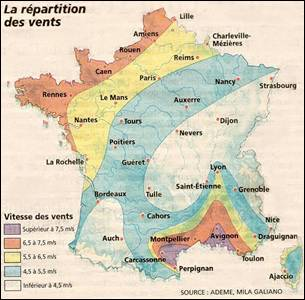 La répartition
des vents
Lille
Amiens
Charleville-
Mézières
Rouen
Reims
Caen
Paris
Nancy
Strasbourg
Rennes
Le Mans
Auxerre
Nantes
Tours
Dijon
Nevers
Poitiers
La Rochelle
Guéret
Lyon
Saint-Étienne
Grenoble
Bordeaux
Tulle
Cahors
Vitesse des vents
Supérieur à 7,5 m/s
6,5 à 7,5 m/s
5,5 à 6,5 m/s
4,5 à 5,5 m/s
Inférieur à 4,5 m/s
Auch
Montpellier
Avignon
Nice
Draguignan
Toulon
Carcassonne
Perpignan
Ajaccio
SOURCE : ADEME, MILA GALIANO